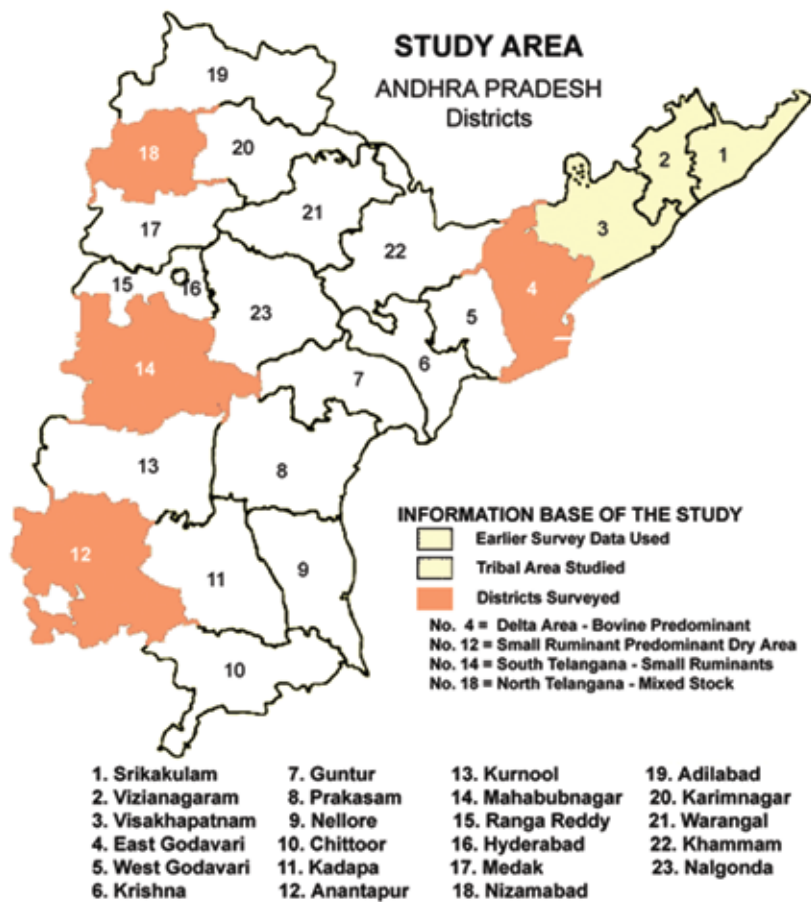 STUDY AREA
ANDHRA PRADESH
Districts
19
18
20
2
1
21
17
22
3
15
16
23
4
5
14
6
7
13
8
12
11
9
10
INFORMATION BASE OF THE STUDY
Earlier Survey Data Used
Tribal Area Studied
Districts Surveyed
No. 4 = Delta Area - Bovine Predominant
No. 12 = Small Ruminant Predominant Dry Area
No. 14 = South Telangana - Small Ruminants
No. 18 = North Telangana - Mixed Stock
1. Srikakulam 7. Guntur 13. Kurnool 19. Adilabad
2. Vizianagaram 8. Prakasam 14. Mahabubnagar 20. Karimnagar
3. Visakhapatnam 9. Nellore 15. Ranga Reddy 21. Warangal
4. East Godavari 10. Chittoor 16. Hyderabad 22. Khammam
5. West Godavari 11. Kadapa 17. Medak 23. Nalgonda
6. Krishna 12. Anantapur 18. Nizamabad